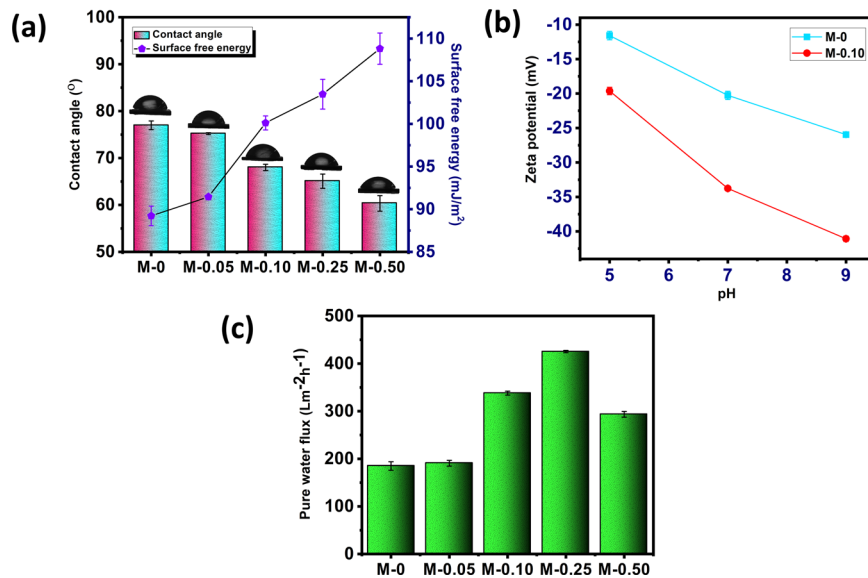 (a)
Contact angle (O)
100
90
80
70
60
50
Contact angle
Surface free energy
110
105
100
95
90
85
Surface free energy (mJ/m2)
M-0 M-0.05 M-0.10 M-0.25 M-0.50
(b)
Zeta potential (mV)
-10
-15
-20
-25
-30
-35
-40
M-0
M-0.10
5 6 7 8 9
pH
(c)
Pure water flux (Lm-2h-1)
500
400
300
200
100
0
M-0 M-0.05 M-0.10 M-0.25 M-0.50